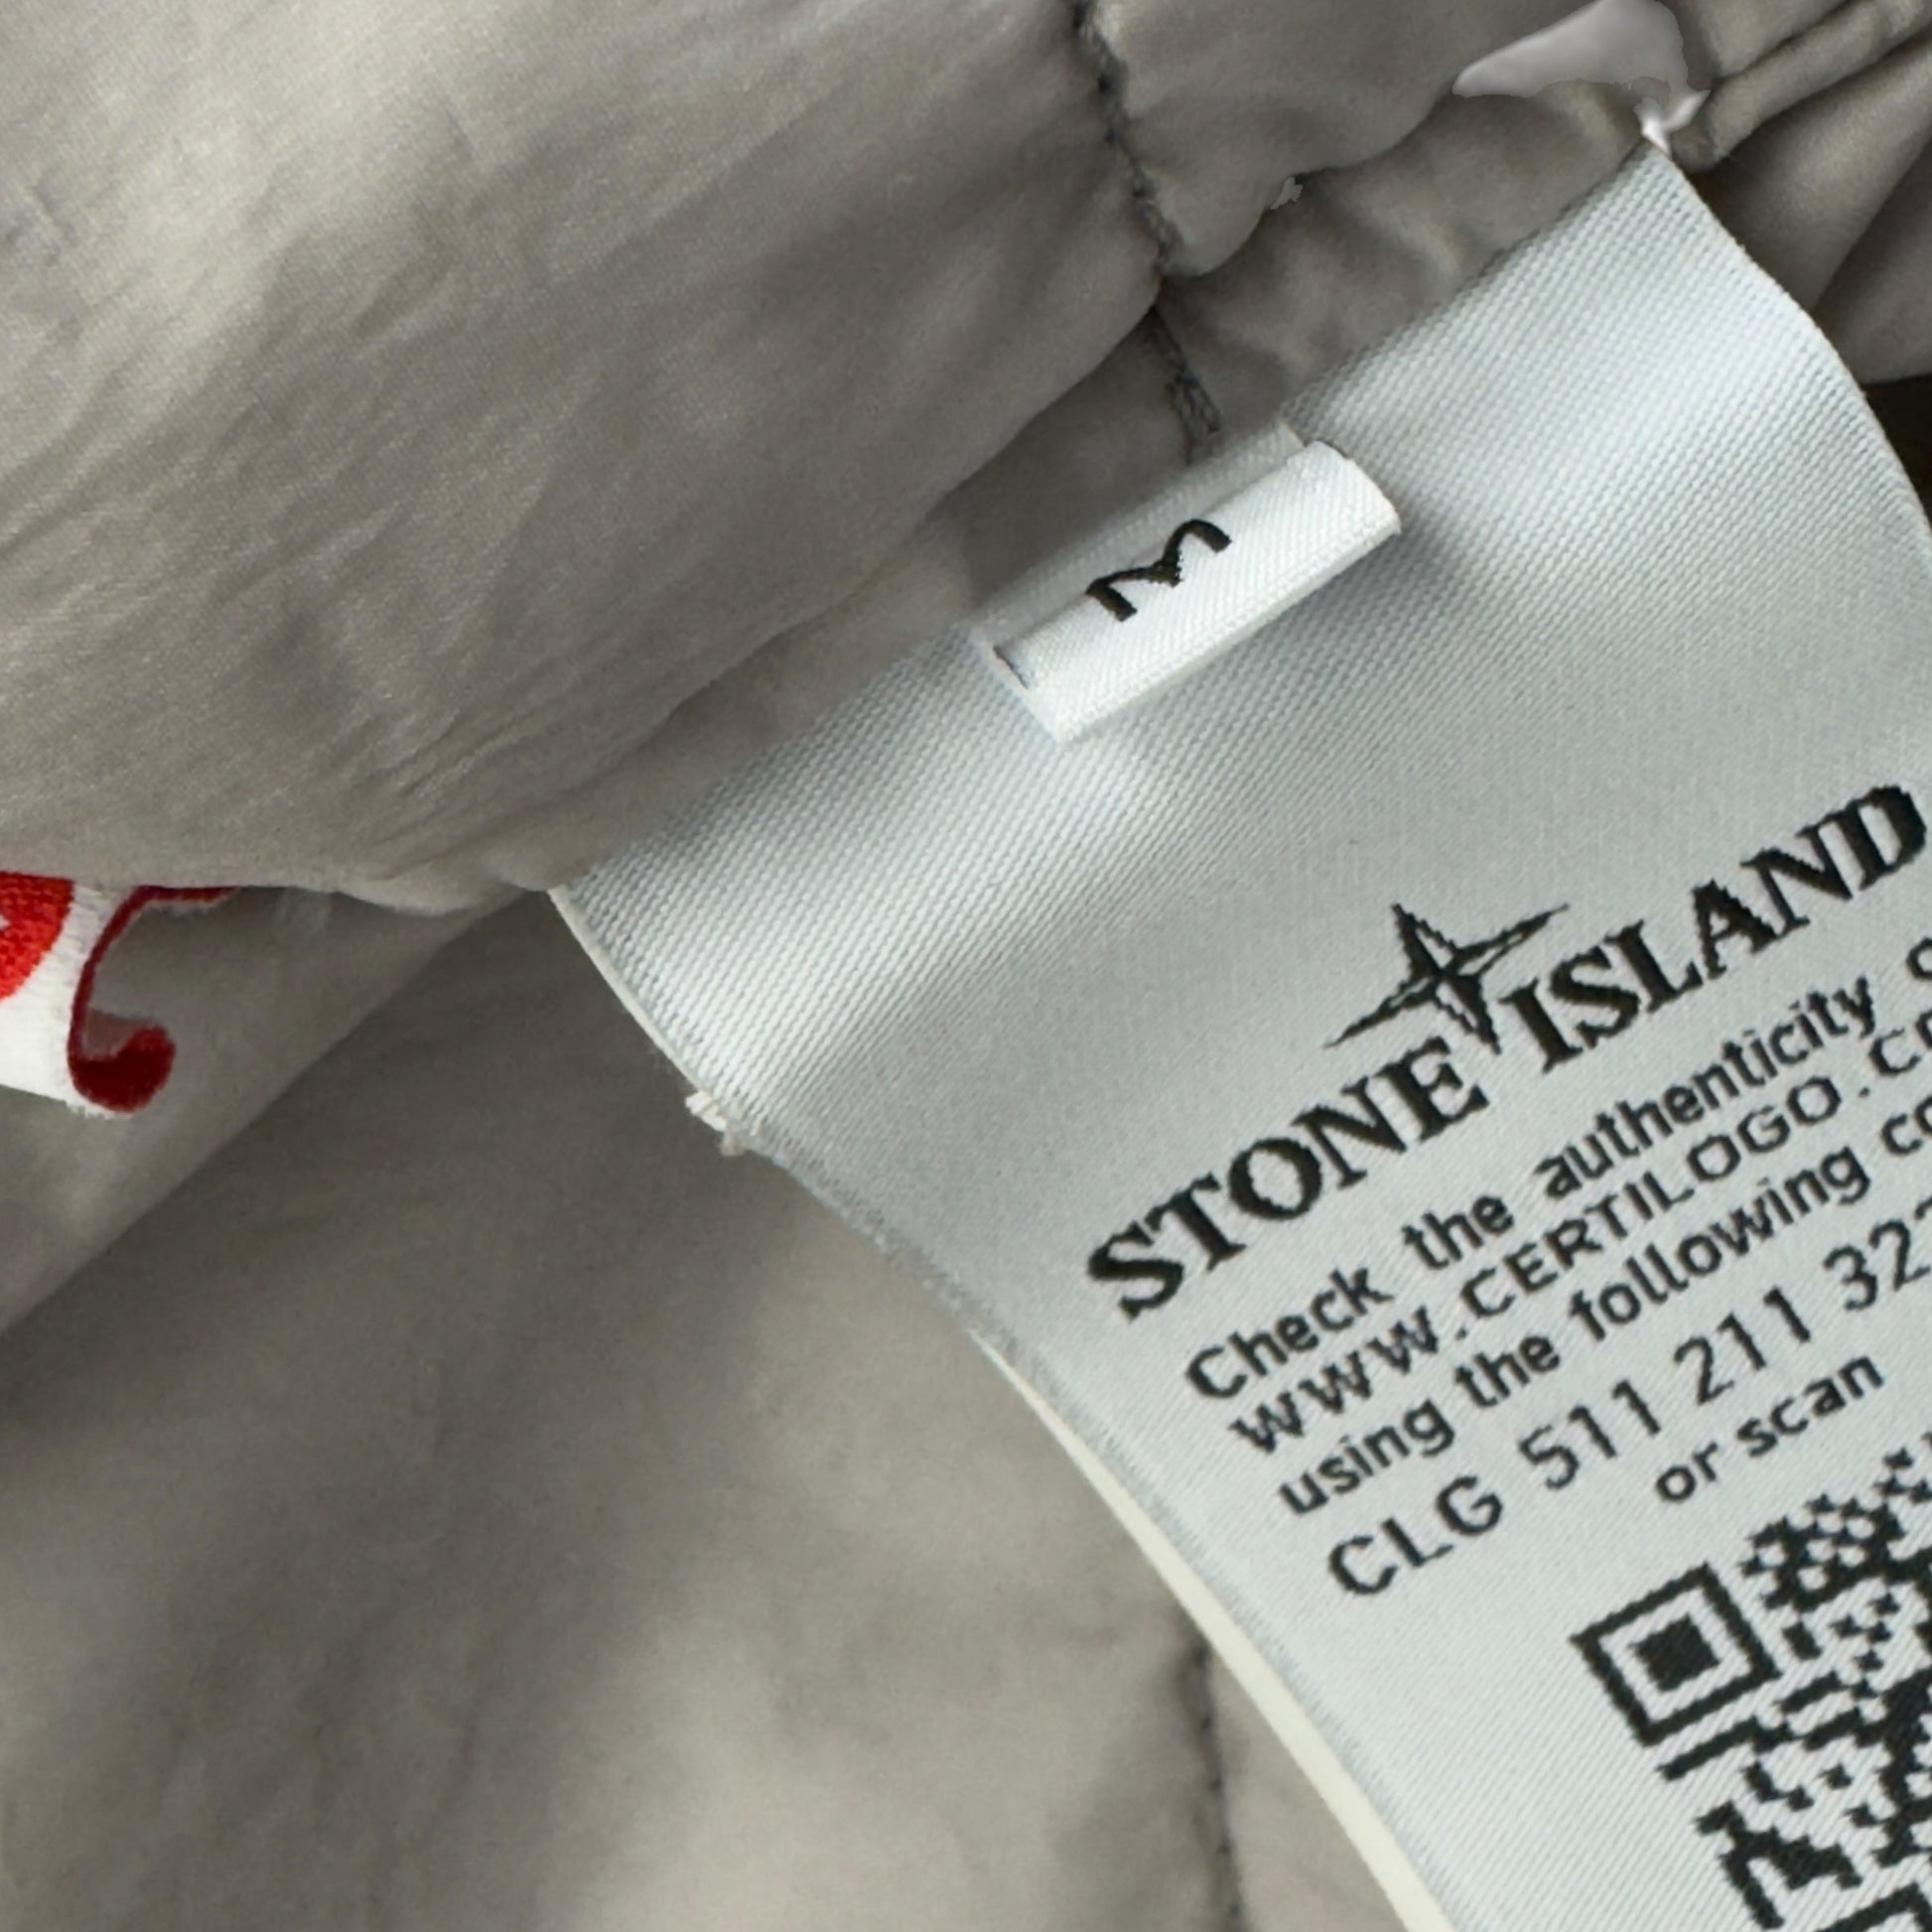 M
STONE ISLAND
Check the authenticity
WWW.CERTILOGO.
using the following
CLG 511 211
or scan